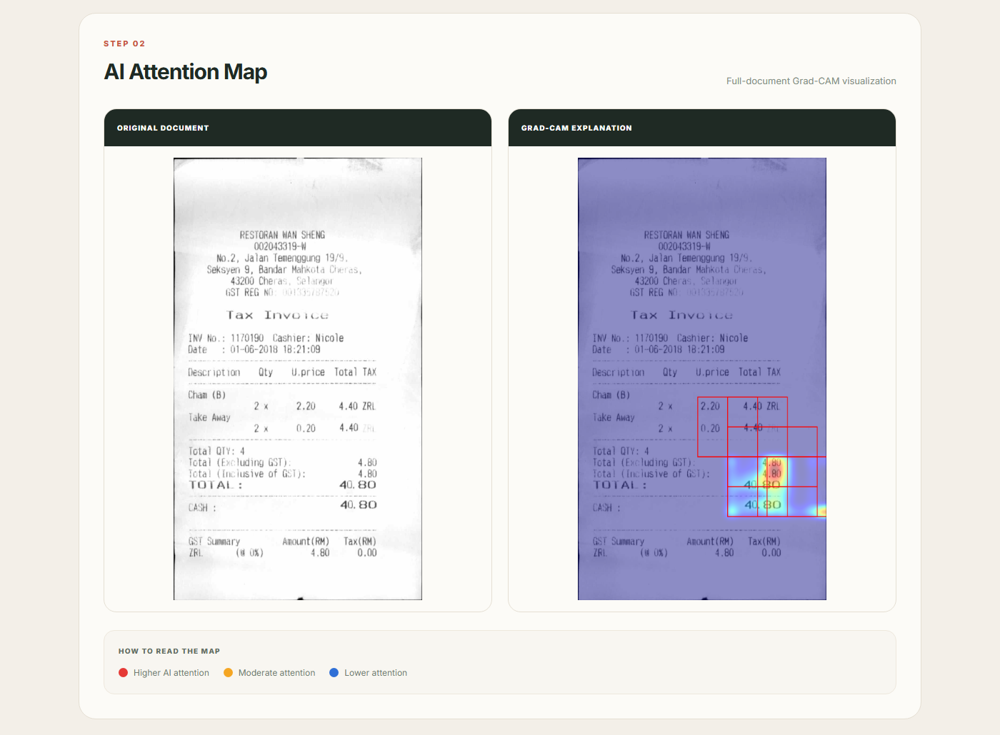 STEP 02
AI Attention Map
Full-document Grad-CAM visualization
ORIGINAL DOCUMENT
RESTORAN WAN SHENG
002043319-W
No.2, Jalan Temenggung 19/9,
Seksyen 9, Bandar Mahkota Cheras,
43200 Cheras, Selangor
GST REG NO: 001335787520
Tax Invoice
INV No.: 1170190 Cashier: Nicole
Date : 01-06-2018 18:21:09
Description Qty U.price Total TAX
Cham (B)
2 x 2.20 4.40 ZRL
Take Away
2 x 0.20 4.40 ZRL
Total QTY: 4
Total (Excluding GST): 4.80
Total (Inclusive of GST): 4.80
TOTAL : 40.80
CASH : 40.80
GST Summary Amount(RM) Tax(RM)
ZRL (@ 0%) 4.80 0.00
GRAD-CAM EXPLANATION
RESTORAN WAN SHENG
002043319-W
No.2, Jalan Temenggung 19/9,
Seksyen 9, Bandar Mahkota Cheras,
43200 Cheras, Selangor
GST REG NO: 001335787520
Tax Invoice
INV No.: 1170190 Cashier: Nicole
Date : 01-06-2018 18:21:09
Description Qty U.price Total TAX
Cham (B)
2 x 2.20 4.40 ZRL
Take Away
2 x 0.20 4.40 ZRL
Total QTY: 4
Total (Excluding GST): 4.80
Total (Inclusive of GST): 4.80
TOTAL : 40.80
CASH : 40.80
GST Summary Amount(RM) Tax(RM)
ZRL (@ 0%) 4.80 0.00
HOW TO READ THE MAP
Higher AI attention Moderate attention Lower attention